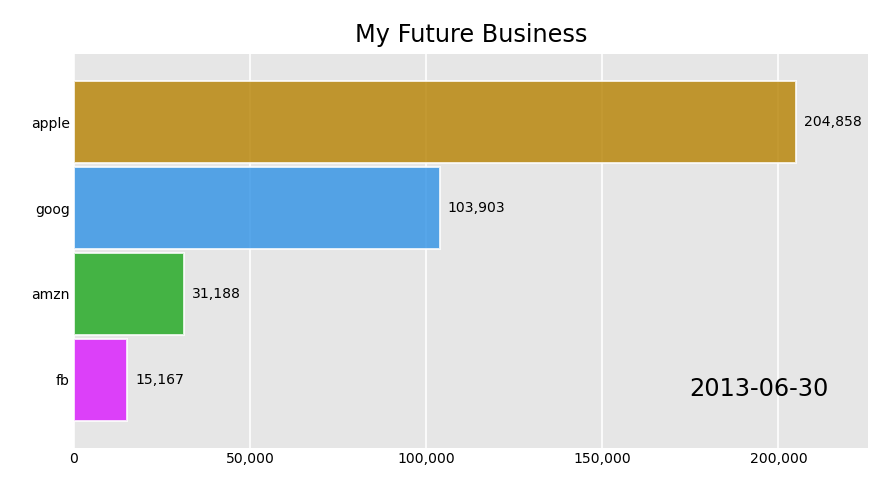 My Future Business
apple 204,858
goog 103,903
amzn 31,188
fb 15,167
2013-06-30
0 50,000 100,000 150,000 200,000